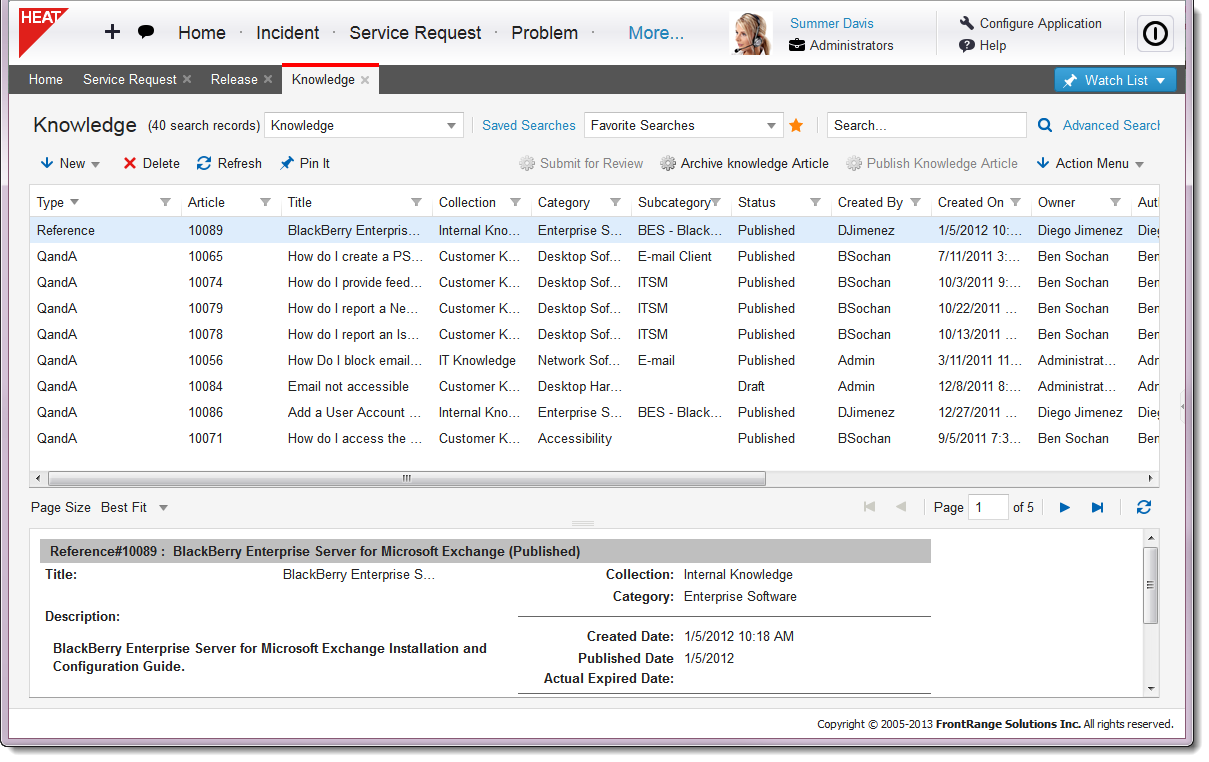 HEAT
Home · Incident · Service Request · Problem · More...
Summer Davis
Administrators
Configure Application
Help
Home Service Request Release Knowledge Watch List
Knowledge (40 search records) Knowledge Saved Searches Favorite Searches Search... Advanced Search
New Delete Refresh Pin It Submit for Review Archive knowledge Article Publish Knowledge Article Action Menu
Type Article Title Collection Category Subcategory Status Created By Created On Owner Aut
Reference 10089 BlackBerry Enterpris... Internal Kno... Enterprise S... BES - Black... Published DJimenez 1/5/2012 10:... Diego Jimenez Dieg
QandA 10065 How do I create a PS... Customer K... Desktop Sof... E-mail Client Published BSochan 7/11/2011 3:... Ben Sochan Ben
QandA 10074 How do I provide feed... Customer K... Desktop Sof... ITSM Published BSochan 10/3/2011 9:... Ben Sochan Ben
QandA 10079 How do I report a Ne... Customer K... Desktop Sof... ITSM Published BSochan 10/22/2011 ... Ben Sochan Ben
QandA 10078 How do I report an Is... Customer K... Desktop Sof... ITSM Published BSochan 10/13/2011 ... Ben Sochan Ben
QandA 10056 How Do I block email... IT Knowledge Network Sof... E-mail Published Admin 3/11/2011 11... Administrat... Adr
QandA 10084 Email not accessible Customer K... Desktop Har... Draft Admin 12/8/2011 8:... Administrat... Adr
QandA 10086 Add a User Account ... Internal Kno... Enterprise S... BES - Black... Published DJimenez 12/27/2011 ... Diego Jimenez Dieg
QandA 10071 How do I access the ... Customer K... Accessibility Published BSochan 9/5/2011 7:3... Ben Sochan Ben
Page Size Best Fit Page 1 of 5
Reference#10089 : BlackBerry Enterprise Server for Microsoft Exchange (Published)
Title: BlackBerry Enterprise S... Collection: Internal Knowledge
Category: Enterprise Software
Description:
Created Date: 1/5/2012 10:18 AM
BlackBerry Enterprise Server for Microsoft Exchange Installation and
Configuration Guide.
Published Date 1/5/2012
Actual Expired Date:
Copyright © 2005-2013 FrontRange Solutions Inc. All rights reserved.